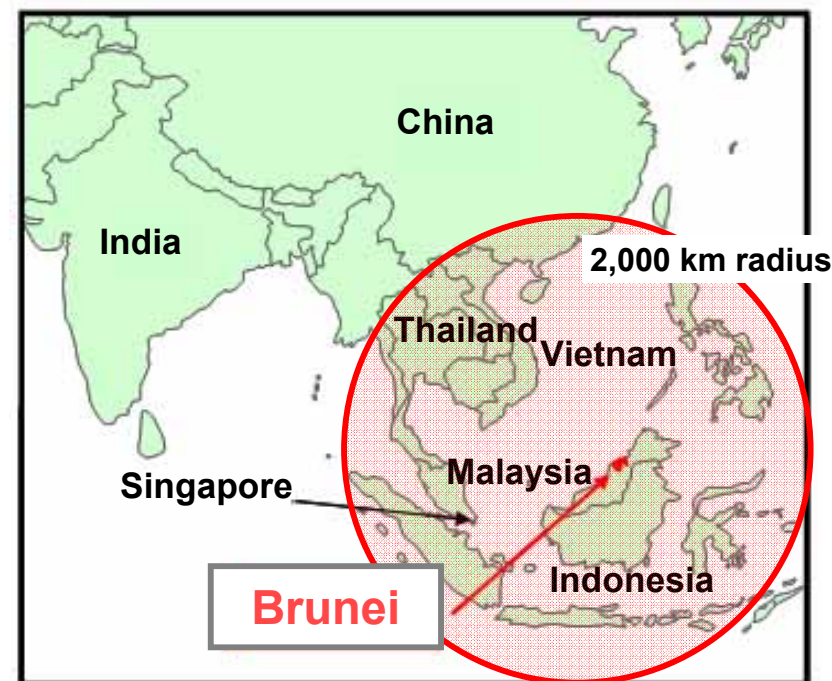 China
India
2,000 km radius
Thailand
Vietnam
Malaysia
Singapore
Indonesia
Brunei